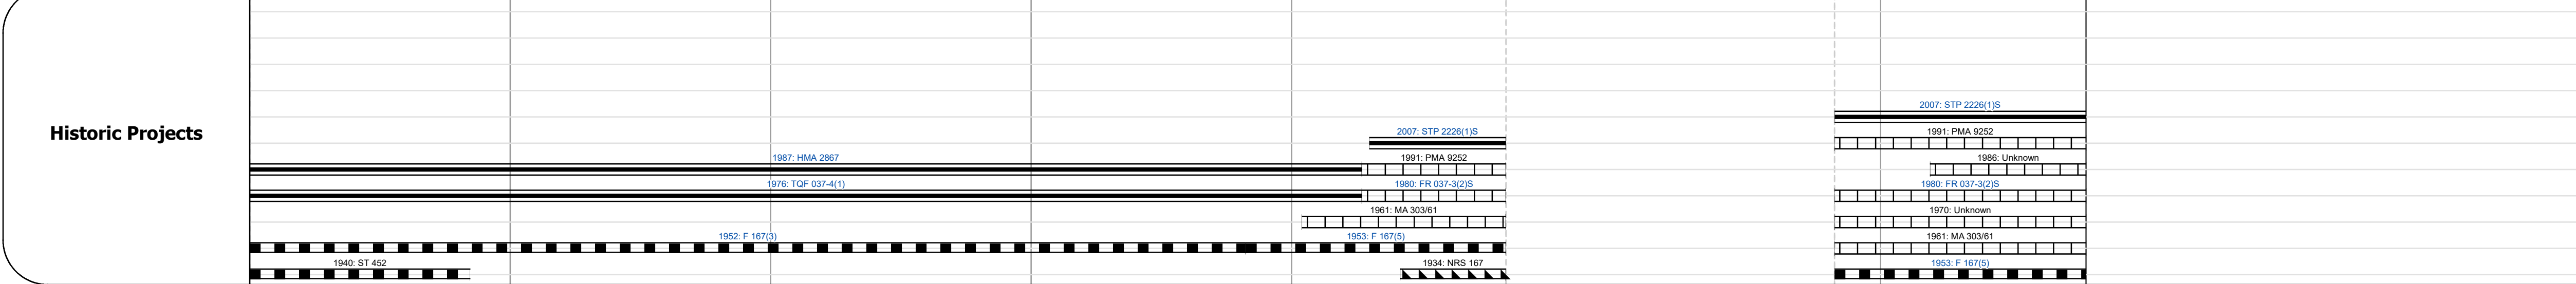 2007: STP 2226(1)S
Historic Projects
2007: STP 2226(1)S
1991: PMA 9252
1987: HMA 2867
1991: PMA 9252
1986: Unknown
1976: TQF 037-4(1)
1980: FR 037-3(2)S
1980: FR 037-3(2)S
1961: MA 303/61
1970: Unknown
1952: F 167(3)
1953: F 167(5)
1961: MA 303/61
1940: ST 452
1934: NRS 167
1953: F 167(5)